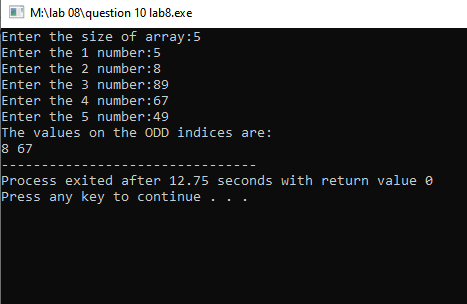 M:\lab 08\question 10 lab8.exe
Enter the size of array:5
Enter the 1 number:5
Enter the 2 number:8
Enter the 3 number:89
Enter the 4 number:67
Enter the 5 number:49
The values on the ODD indices are:
8 67
--------------------------------
Process exited after 12.75 seconds with return value 0
Press any key to continue . . .